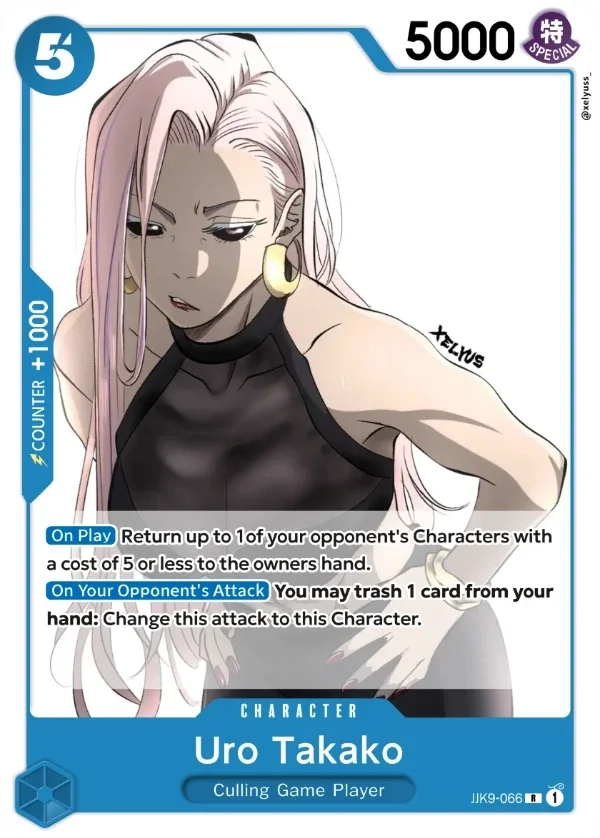 5
5000
特
SPECIAL
@xelyuss_
COUNTER +1000
XELYUS
On Play Return up to 1of your opponent's Characters with
a cost of 5 or less to the owners hand.
On Your Opponent's Attack You may trash 1 card from your
hand: Change this attack to this Character.
CHARACTER
Uro Takako
Culling Game Player
JJK9-066 R 1